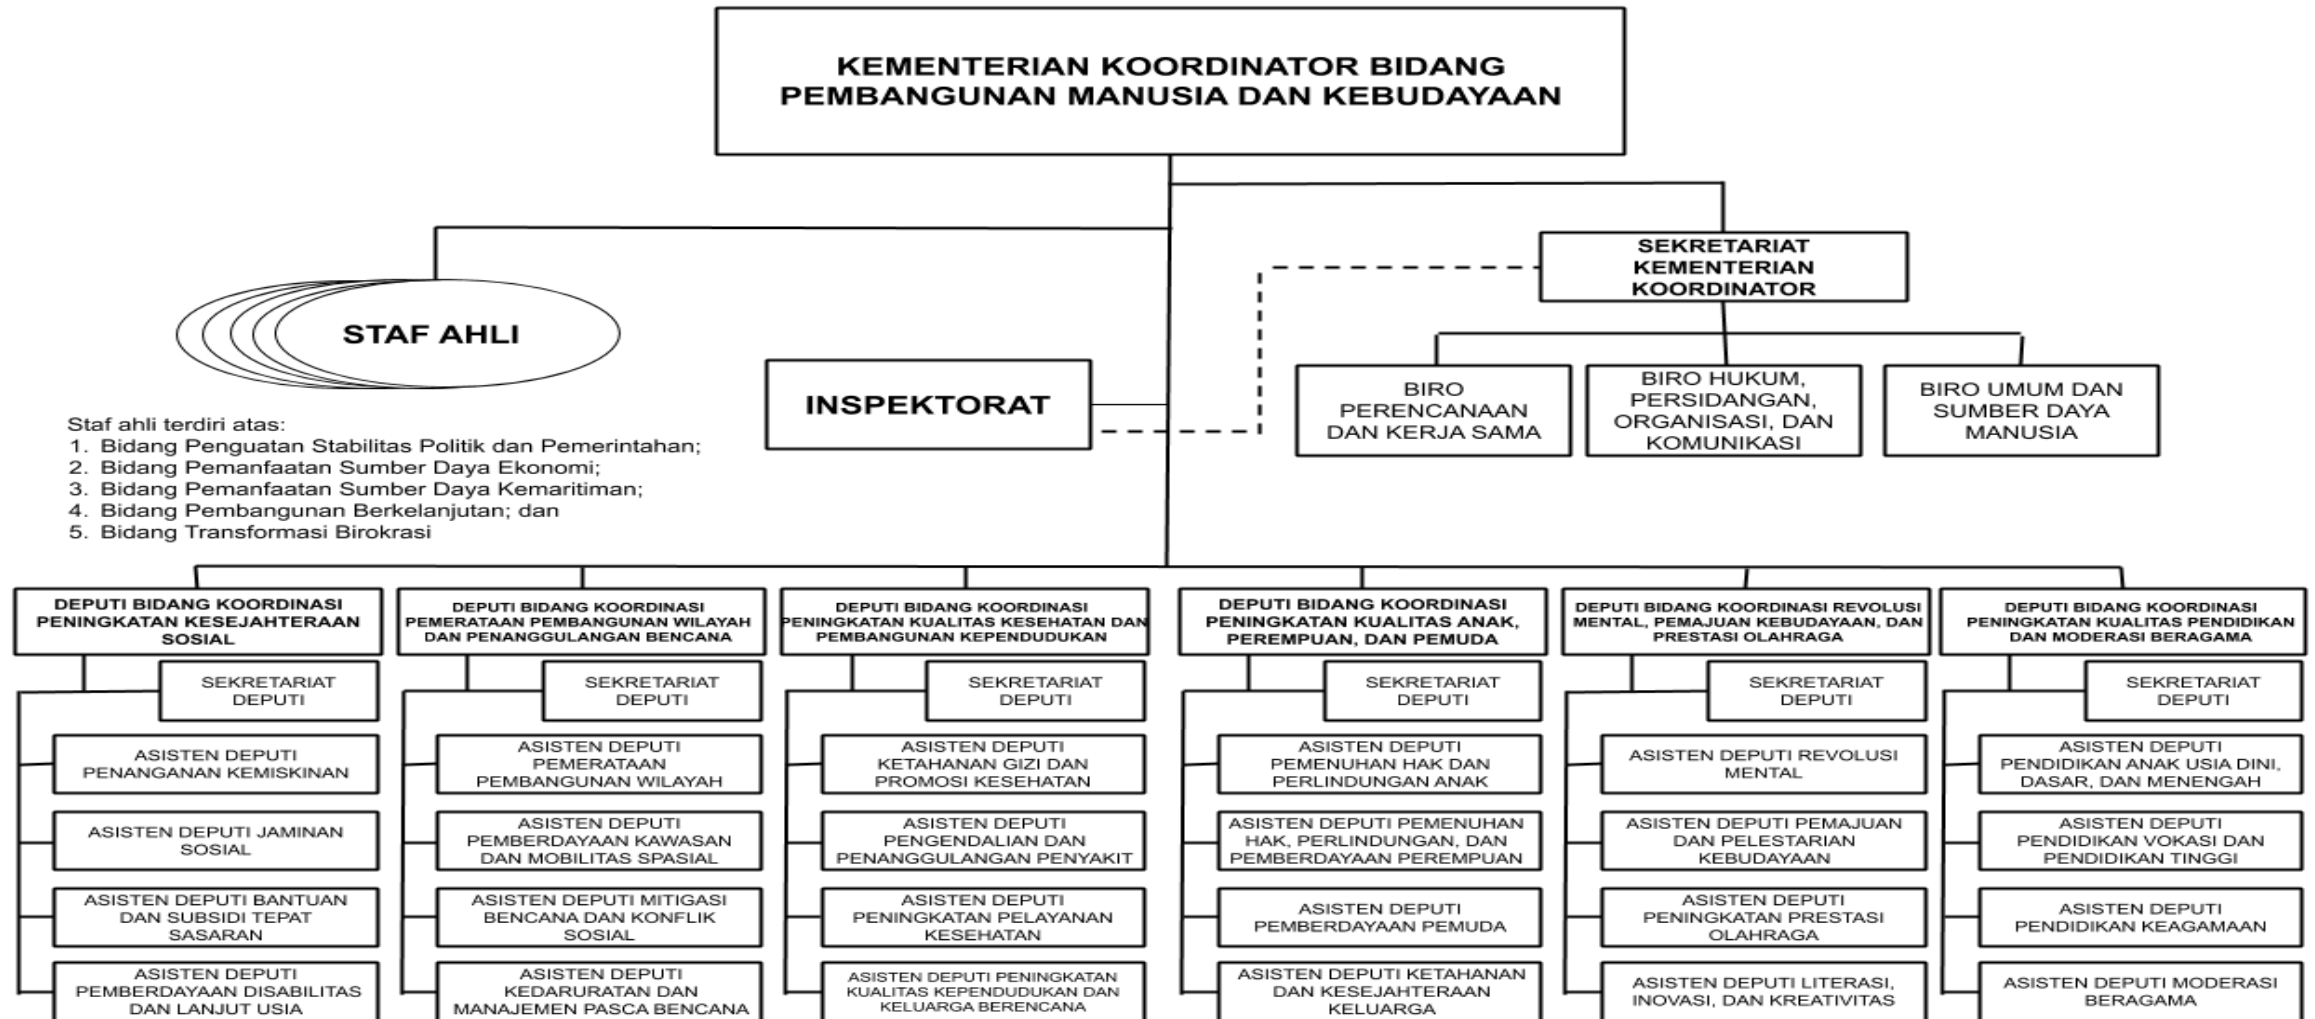 KEMENTERIAN KOORDINATOR BIDANG
PEMBANGUNAN MANUSIA DAN KEBUDAYAAN
SEKRETARIAT
KEMENTERIAN
KOORDINATOR
STAF AHLI
INSPEKTORAT
BIRO
PERENCANAAN
DAN KERJA SAMA
BIRO HUKUM,
PERSIDANGAN,
ORGANISASI, DAN
KOMUNIKASI
BIRO UMUM DAN
SUMBER DAYA
MANUSIA
Staf ahli terdiri atas:
1. Bidang Penguatan Stabilitas Politik dan Pemerintahan;
2. Bidang Pemanfaatan Sumber Daya Ekonomi;
3. Bidang Pemanfaatan Sumber Daya Kemaritiman;
4. Bidang Pembangunan Berkelanjutan; dan
5. Bidang Transformasi Birokrasi
DEPUTI BIDANG KOORDINASI
PENINGKATAN KESEJAHTERAAN
SOSIAL
SEKRETARIAT
DEPUTI
ASISTEN DEPUTI
PENANGANAN KEMISKINAN
ASISTEN DEPUTI JAMINAN
SOSIAL
ASISTEN DEPUTI BANTUAN
DAN SUBSIDI TEPAT
SASARAN
ASISTEN DEPUTI
PEMBERDAYAAN DISABILITAS
DAN LANJUT USIA
DEPUTI BIDANG KOORDINASI
PEMERATAAN PEMBANGUNAN WILAYAH
DAN PENANGGULANGAN BENCANA
SEKRETARIAT
DEPUTI
ASISTEN DEPUTI
PEMERATAAN
PEMBANGUNAN WILAYAH
ASISTEN DEPUTI
PEMBERDAYAAN KAWASAN
DAN MOBILITAS SPASIAL
ASISTEN DEPUTI MITIGASI
BENCANA DAN KONFLIK
SOSIAL
ASISTEN DEPUTI
KEDARURATAN DAN
MANAJEMEN PASCA BENCANA
DEPUTI BIDANG KOORDINASI
PENINGKATAN KUALITAS KESEHATAN DAN
PEMBANGUNAN KEPENDUDUKAN
SEKRETARIAT
DEPUTI
ASISTEN DEPUTI
KETAHANAN GIZI DAN
PROMOSI KESEHATAN
ASISTEN DEPUTI
PENGENDALIAN DAN
PENANGGULANGAN PENYAKIT
ASISTEN DEPUTI
PENINGKATAN PELAYANAN
KESEHATAN
ASISTEN DEPUTI PENINGKATAN
KUALITAS KEPENDUDUKAN DAN
KELUARGA BERENCANA
DEPUTI BIDANG KOORDINASI
PENINGKATAN KUALITAS ANAK,
PEREMPUAN, DAN PEMUDA
SEKRETARIAT
DEPUTI
ASISTEN DEPUTI
PEMENUHAN HAK DAN
PERLINDUNGAN ANAK
ASISTEN DEPUTI PEMENUHAN
HAK, PERLINDUNGAN, DAN
PEMBERDAYAAN PEREMPUAN
ASISTEN DEPUTI
PEMBERDAYAAN PEMUDA
ASISTEN DEPUTI KETAHANAN
DAN KESEJAHTERAAN
KELUARGA
DEPUTI BIDANG KOORDINASI REVOLUSI
MENTAL, PEMAJUAN KEBUDAYAAN, DAN
PRESTASI OLAHRAGA
SEKRETARIAT
DEPUTI
ASISTEN DEPUTI REVOLUSI
MENTAL
ASISTEN DEPUTI PEMAJUAN
DAN PELESTARIAN
KEBUDAYAAN
ASISTEN DEPUTI
PENINGKATAN PRESTASI
OLAHRAGA
ASISTEN DEPUTI LITERASI,
INOVASI, DAN KREATIVITAS
DEPUTI BIDANG KOORDINASI
PENINGKATAN KUALITAS PENDIDIKAN
DAN MODERASI BERAGAMA
SEKRETARIAT
DEPUTI
ASISTEN DEPUTI
PENDIDIKAN ANAK USIA DINI,
DASAR, DAN MENENGAH
ASISTEN DEPUTI
PENDIDIKAN VOKASI DAN
PENDIDIKAN TINGGI
ASISTEN DEPUTI
PENDIDIKAN KEAGAMAAN
ASISTEN DEPUTI MODERASI
BERAGAMA